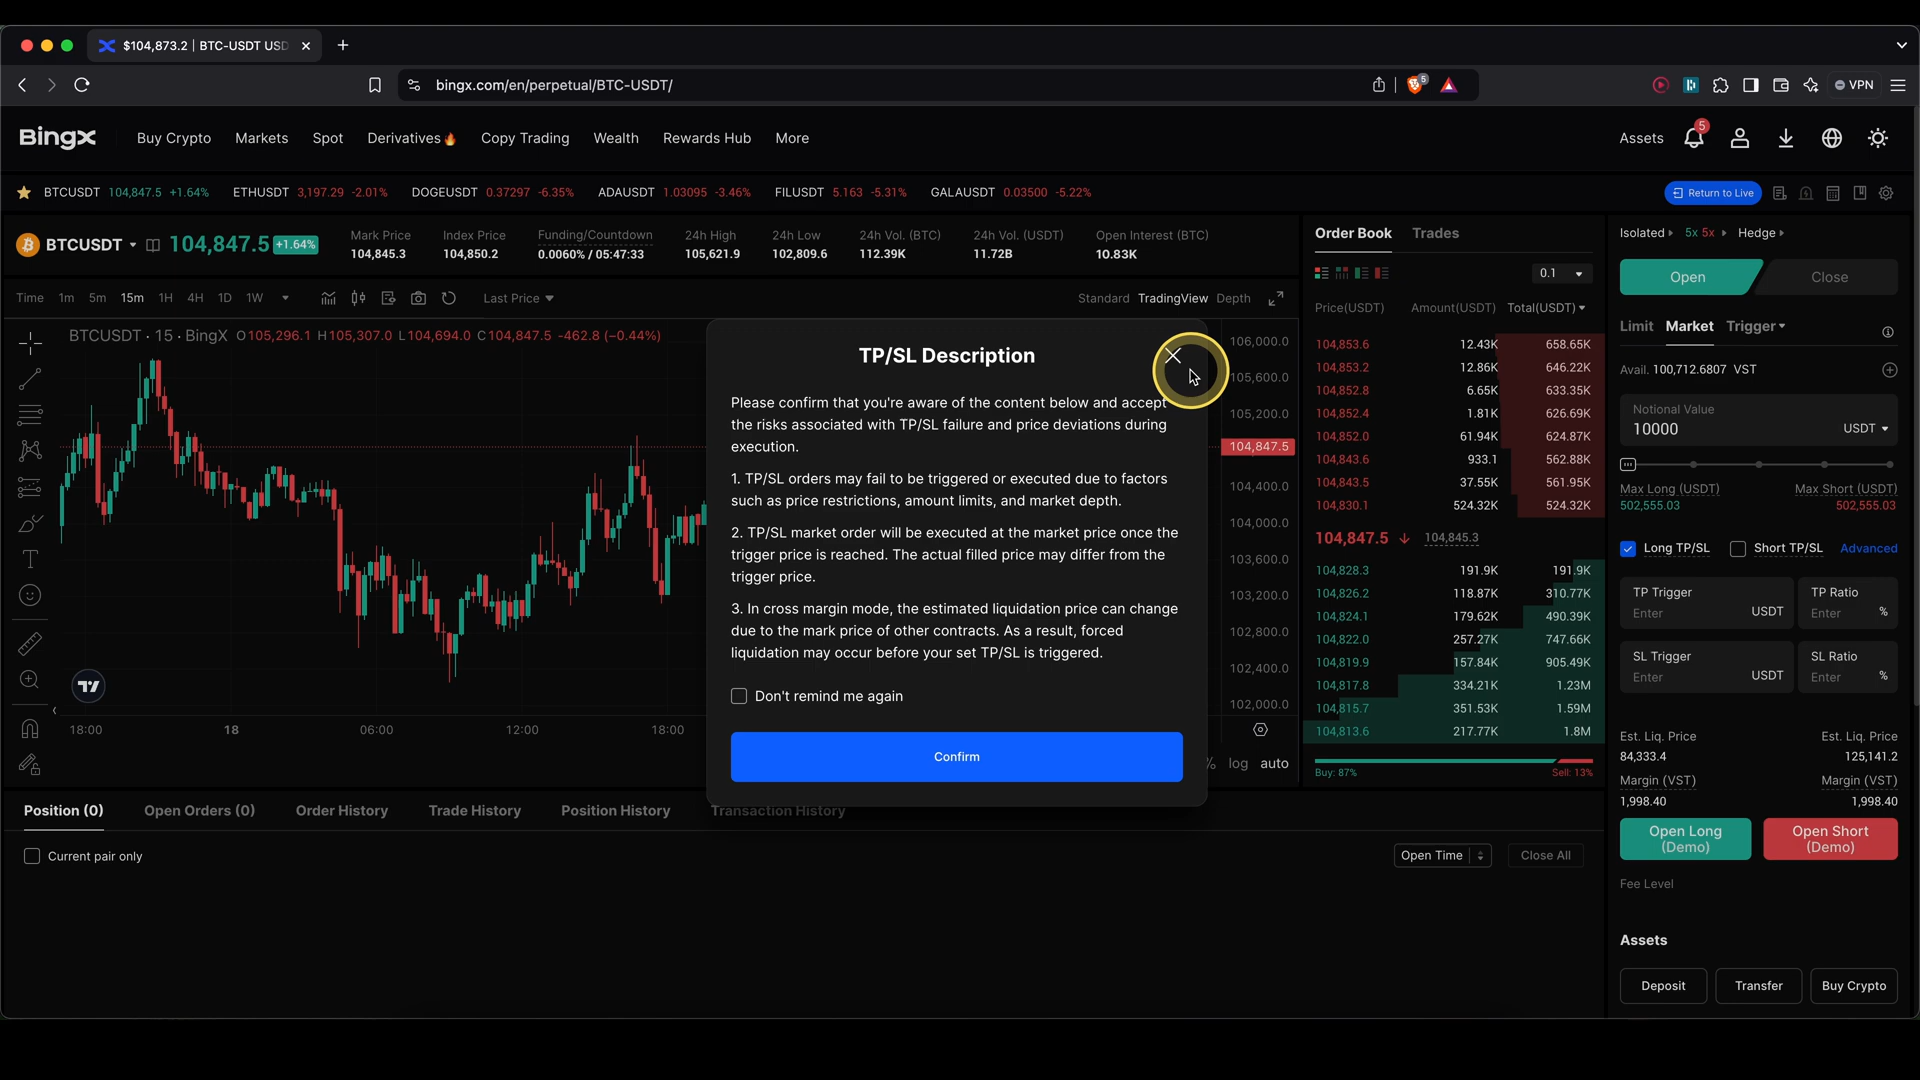 $104,873.2 | BTC-USDT USD
bingx.com/en/perpetual/BTC-USDT/
5
VPN
BingX
Buy Crypto
Markets
Spot
Derivatives
Copy Trading
Wealth
Rewards Hub
More
Assets
5
BTCUSDT 104,847.5 +1.64%
ETHUSDT 3,197.29 -2.01%
DOGEUSDT 0.37297 -6.35%
ADAUSDT 1.03095 -3.46%
FILUSDT 5.163 -5.31%
GALAUSDT 0.03500 -5.22%
Return to Live
BTCUSDT
104,847.5 +1.64%
Mark Price
104,845.3
Index Price
104,850.2
Funding/Countdown
0.0060% / 05:47:33
24h High
105,621.9
24h Low
102,809.6
24h Vol. (BTC)
112.39K
24h Vol. (USDT)
11.72B
Open Interest (BTC)
10.83K
Time 1m 5m 15m 1H 4H 1D 1W
Last Price
Standard TradingView Depth
BTCUSDT · 15 · BingX O105,296.1 H105,307.0 L104,694.0 C104,847.5 -462.8 (-0.44%)
106,000.0
105,600.0
105,200.0
104,847.5
104,400.0
104,000.0
103,600.0
103,200.0
102,800.0
102,400.0
102,000.0
18:00
18
06:00
12:00
18:00
% log auto
TP/SL Description
Please confirm that you're aware of the content below and accept
the risks associated with TP/SL failure and price deviations during
execution.
1. TP/SL orders may fail to be triggered or executed due to factors
such as price restrictions, amount limits, and market depth.
2. TP/SL market order will be executed at the market price once the
trigger price is reached. The actual filled price may differ from the
trigger price.
3. In cross margin mode, the estimated liquidation price can change
due to the mark price of other contracts. As a result, forced
liquidation may occur before your set TP/SL is triggered.
Don't remind me again
Confirm
Order Book Trades
0.1
Price(USDT) Amount(USDT) Total(USDT)
104,853.6 12.43K 658.65K
104,853.2 12.86K 646.22K
104,852.8 6.65K 633.35K
104,852.4 1.81K 626.69K
104,852.0 61.94K 624.87K
104,843.6 933.1 562.88K
104,843.5 37.55K 561.95K
104,830.1 524.32K 524.32K
104,847.5 ↓ 104,845.3
104,828.3 191.9K 191.9K
104,826.2 118.87K 310.77K
104,824.1 179.62K 490.39K
104,822.0 257.27K 747.66K
104,819.9 157.84K 905.49K
104,817.8 334.21K 1.23M
104,815.7 351.53K 1.59M
104,813.6 217.77K 1.8M
Buy: 87% Sell: 13%
Isolated 5x 5x Hedge
Open Close
Limit Market Trigger
Avail. 100,712.6807 VST
Notional Value
10000 USDT
Max Long (USDT) Max Short (USDT)
502,555.03 502,555.03
Long TP/SL Short TP/SL Advanced
TP Trigger
Enter USDT
TP Ratio
Enter %
SL Trigger
Enter USDT
SL Ratio
Enter %
Est. Liq. Price Est. Liq. Price
84,333.4 125,141.2
Margin (VST) Margin (VST)
1,998.40 1,998.40
Open Long
(Demo)
Open Short
(Demo)
Fee Level
Assets
Deposit Transfer Buy Crypto
Position (0) Open Orders (0) Order History Trade History Position History Transaction History
Current pair only
Open Time
Close All